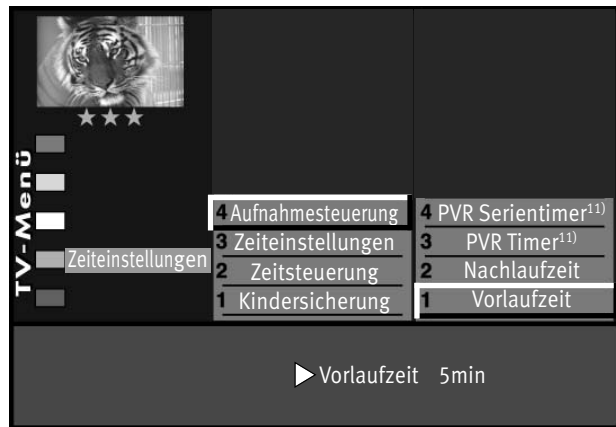 TV-Menü
Zeiteinstellungen
4 Aufnahmesteuerung
3 Zeiteinstellungen
2 Zeitsteuerung
1 Kindersicherung
4 PVR Serientimer11)
3 PVR Timer11)
2 Nachlaufzeit
1 Vorlaufzeit
Vorlaufzeit 5min